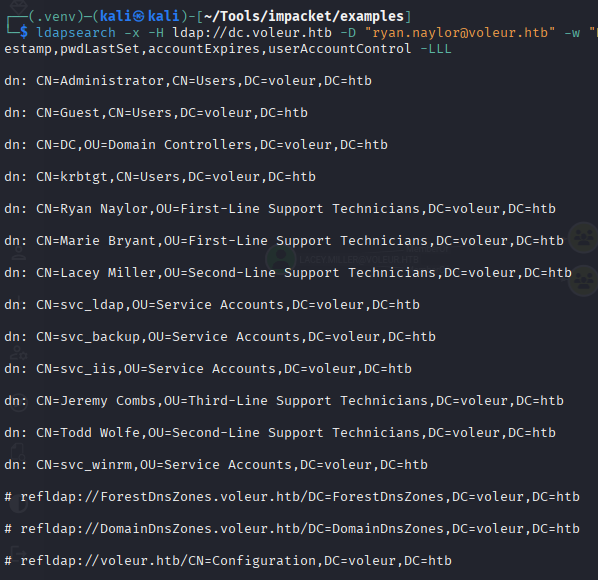 ┌──(.venv)─(kali㉿kali)-[~/Tools/impacket/examples]
└─$ ldapsearch -x -H ldap://dc.voleur.htb -D "ryan.naylor@voleur.htb" -w "
estamp,pwdLastSet,accountExpires,userAccountControl -LLL
dn: CN=Administrator,CN=Users,DC=voleur,DC=htb
dn: CN=Guest,CN=Users,DC=voleur,DC=htb
dn: CN=DC,OU=Domain Controllers,DC=voleur,DC=htb
dn: CN=krbtgt,CN=Users,DC=voleur,DC=htb
dn: CN=Ryan Naylor,OU=First-Line Support Technicians,DC=voleur,DC=htb
dn: CN=Marie Bryant,OU=First-Line Support Technicians,DC=voleur,DC=htb
LACEY.MILLER@VOLEUR.HTB
dn: CN=Lacey Miller,OU=Second-Line Support Technicians,DC=voleur,DC=htb
dn: CN=svc_ldap,OU=Service Accounts,DC=voleur,DC=htb
dn: CN=svc_backup,OU=Service Accounts,DC=voleur,DC=htb
dn: CN=svc_iis,OU=Service Accounts,DC=voleur,DC=htb
dn: CN=Jeremy Combs,OU=Third-Line Support Technicians,DC=voleur,DC=htb
dn: CN=Todd Wolfe,OU=Second-Line Support Technicians,DC=voleur,DC=htb
dn: CN=svc_winrm,OU=Service Accounts,DC=voleur,DC=htb
# refldap://ForestDnsZones.voleur.htb/DC=ForestDnsZones,DC=voleur,DC=htb
# refldap://DomainDnsZones.voleur.htb/DC=DomainDnsZones,DC=voleur,DC=htb
# refldap://voleur.htb/CN=Configuration,DC=voleur,DC=htb